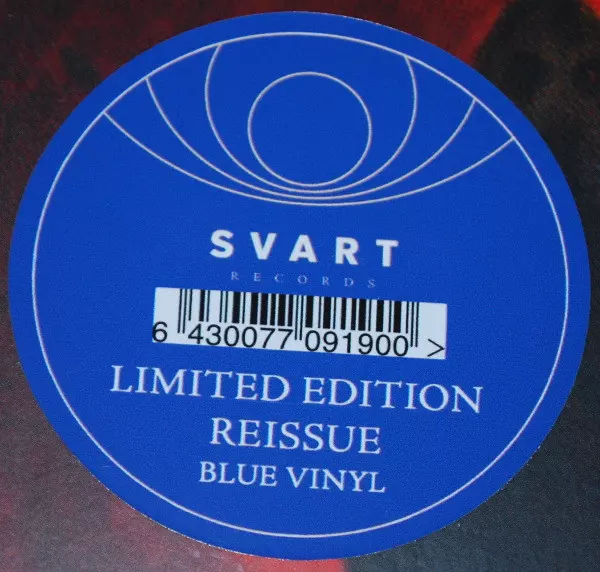 SVART
RECORDS
6 430077 091900 >
LIMITED EDITION
REISSUE
BLUE VINYL